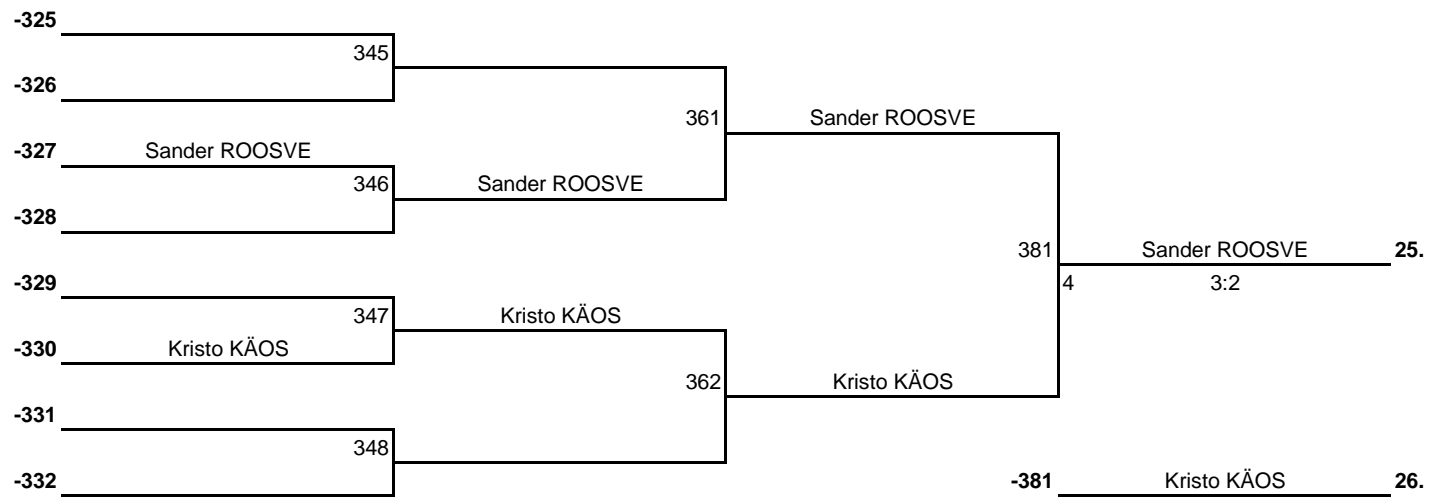 -325
345
-326
361 Sander ROOSVE
-327 Sander ROOSVE
346 Sander ROOSVE
-328
381 Sander ROOSVE 25.
-329
4 3:2
347 Kristo KÄOS
-330 Kristo KÄOS
362 Kristo KÄOS
-331
348
-332
-381 Kristo KÄOS 26.